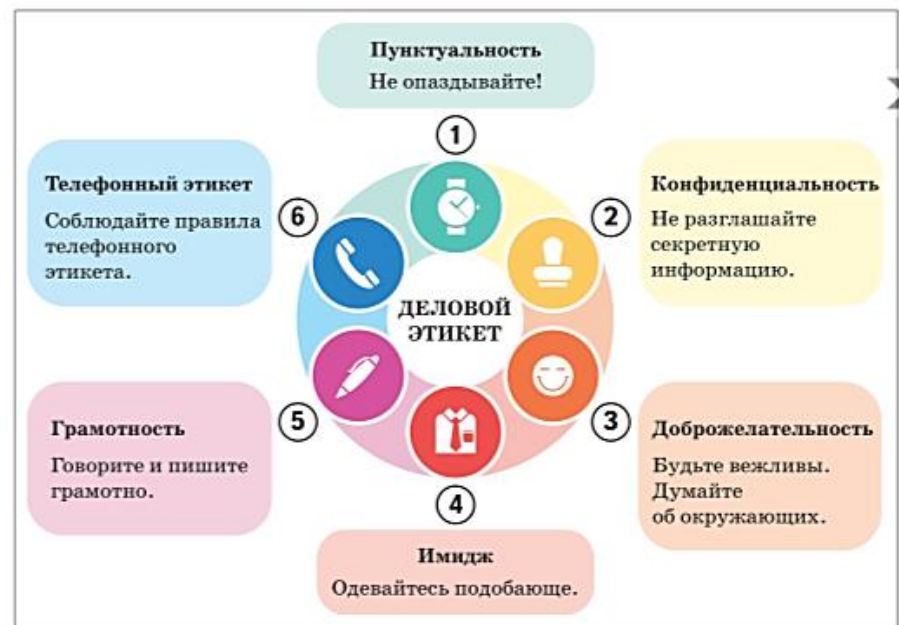 Пунктуальность
Не опаздывайте!
1
Конфиденциальность
Не разглашайте
секретную
информацию.
2
Доброжелательность
Будьте вежливы.
Думайте
об окружающих.
3
Имидж
Одевайтесь подобающе.
4
Грамотность
Говорите и пишите
грамотно.
5
Телефонный этикет
Соблюдайте правила
телефонного
этикета.
6
ДЕЛОВОЙ
ЭТИКЕТ